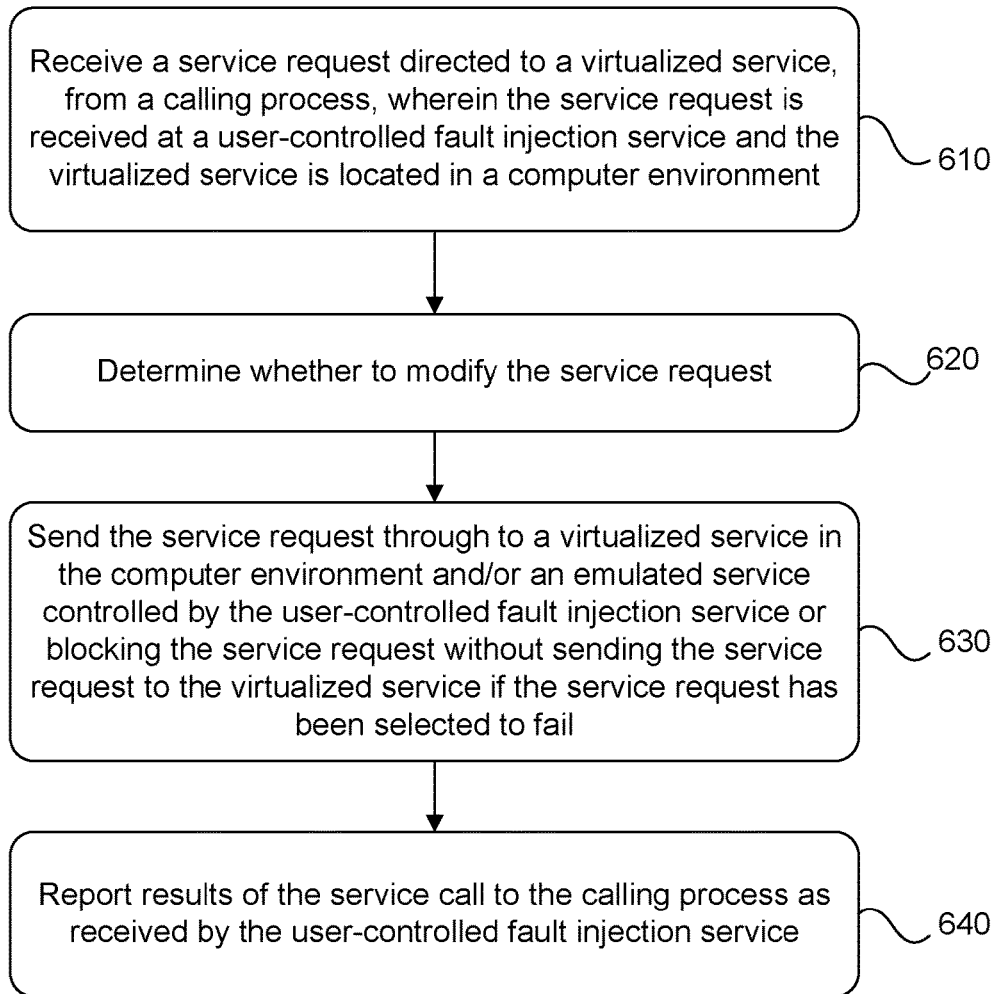 Receive a service request directed to a virtualized service,
from a calling process, wherein the service request is
received at a user-controlled fault injection service and the
virtualized service is located in a computer environment
610
Determine whether to modify the service request
620
Send the service request through to a virtualized service in
the computer environment and/or an emulated service
controlled by the user-controlled fault injection service or
blocking the service request without sending the service
request to the virtualized service if the service request has
been selected to fail
630
Report results of the service call to the calling process as
received by the user-controlled fault injection service
640